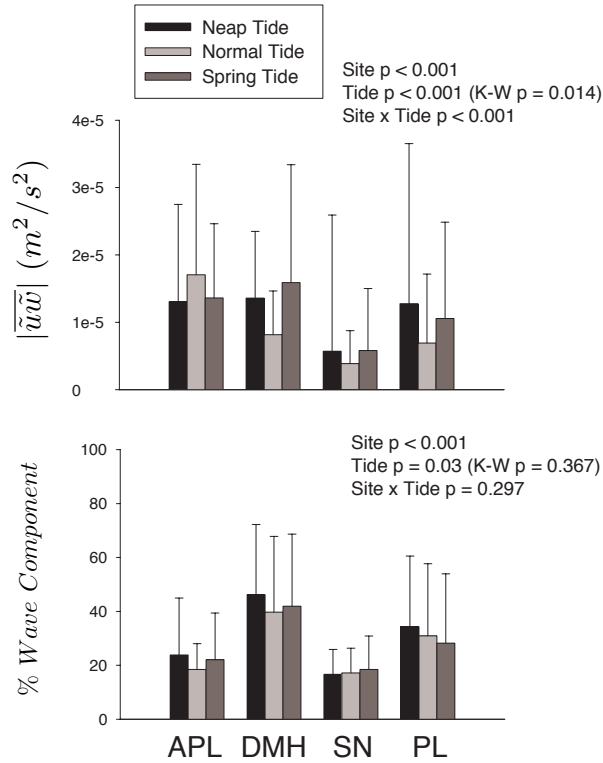 Neap Tide
Normal Tide
Spring Tide
Site p < 0.001
Tide p < 0.001 (K-W p = 0.014)
Site x Tide p < 0.001
|\overline{ũw̃}| (m²/s²)
4e-5
3e-5
2e-5
1e-5
0
Site p < 0.001
Tide p = 0.03 (K-W p = 0.367)
Site x Tide p = 0.297
% Wave Component
100
80
60
40
20
0
APL DMH SN PL